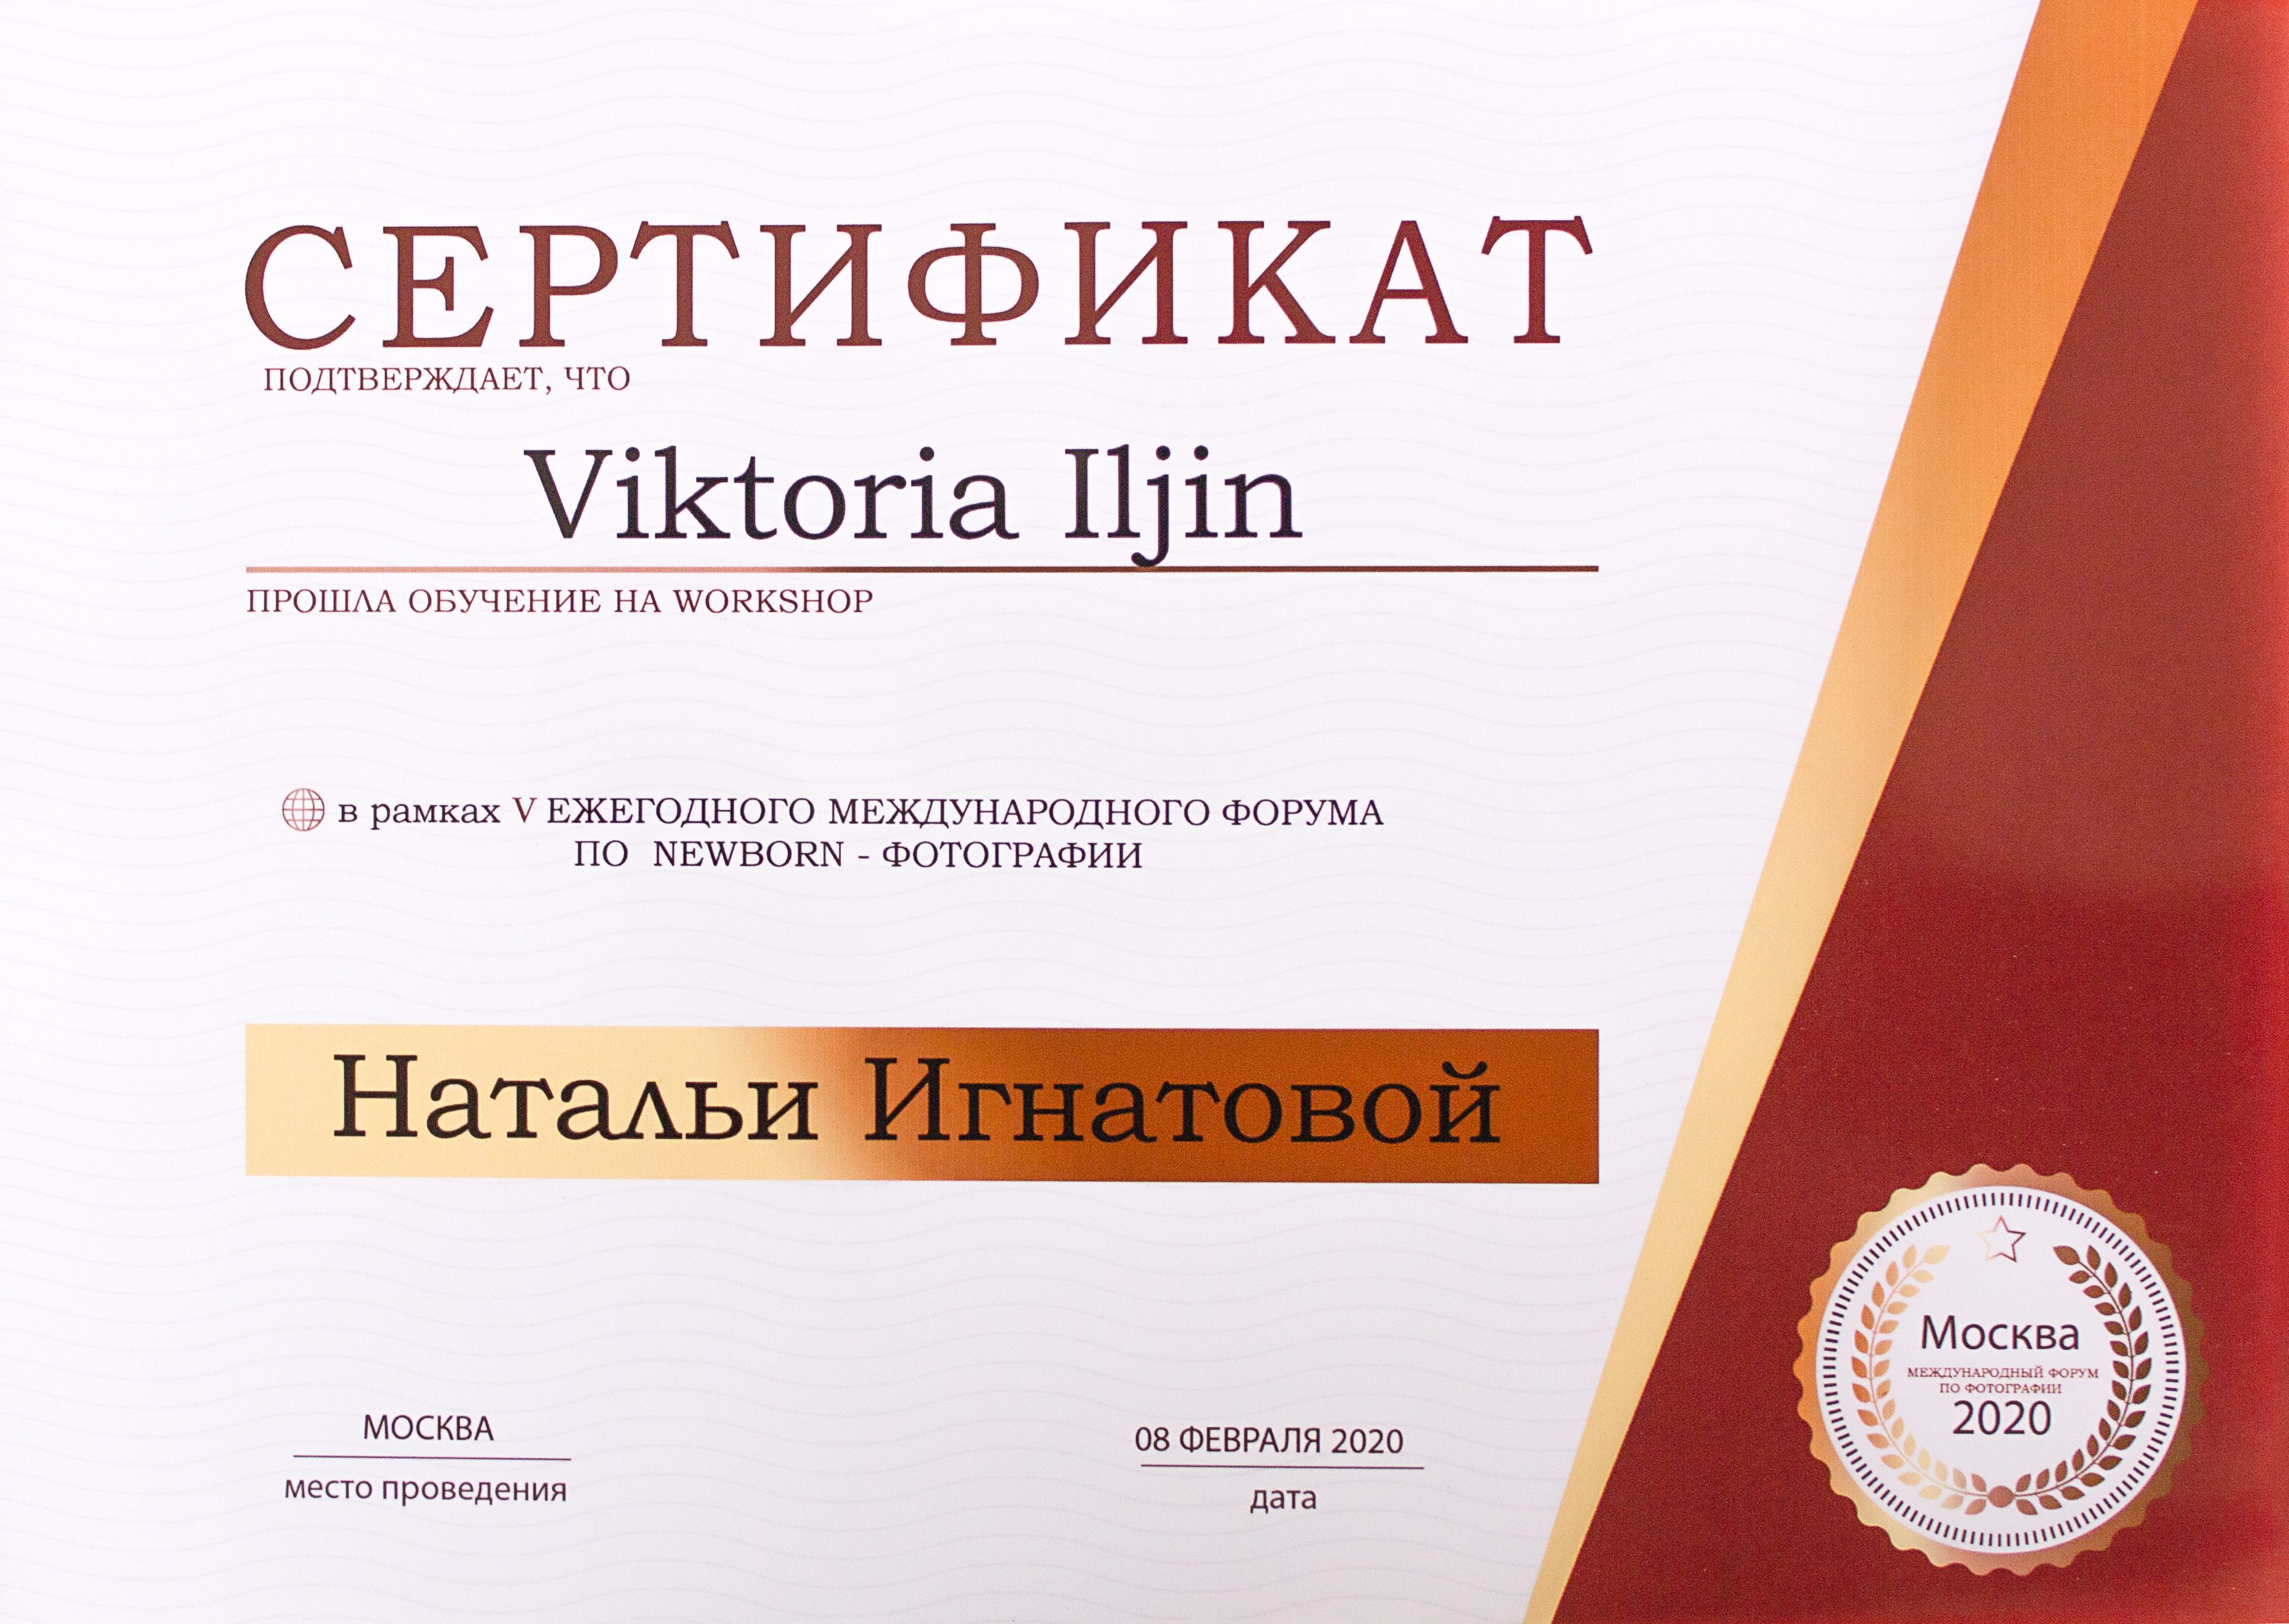 СЕРТИФИКАТ
ПОДТВЕРЖДАЕТ, ЧТО
Viktoria Iljin
ПРОШЛА ОБУЧЕНИЕ НА WORKSHOP
в рамках V ЕЖЕГОДНОГО МЕЖДУНАРОДНОГО ФОРУМА
ПО NEWBORN - ФОТОГРАФИИ
Натальи Игнатовой
МОСКВА
место проведения
08 ФЕВРАЛЯ 2020
дата
Москва
МЕЖДУНАРОДНЫЙ ФОРУМ
ПО ФОТОГРАФИИ
2020